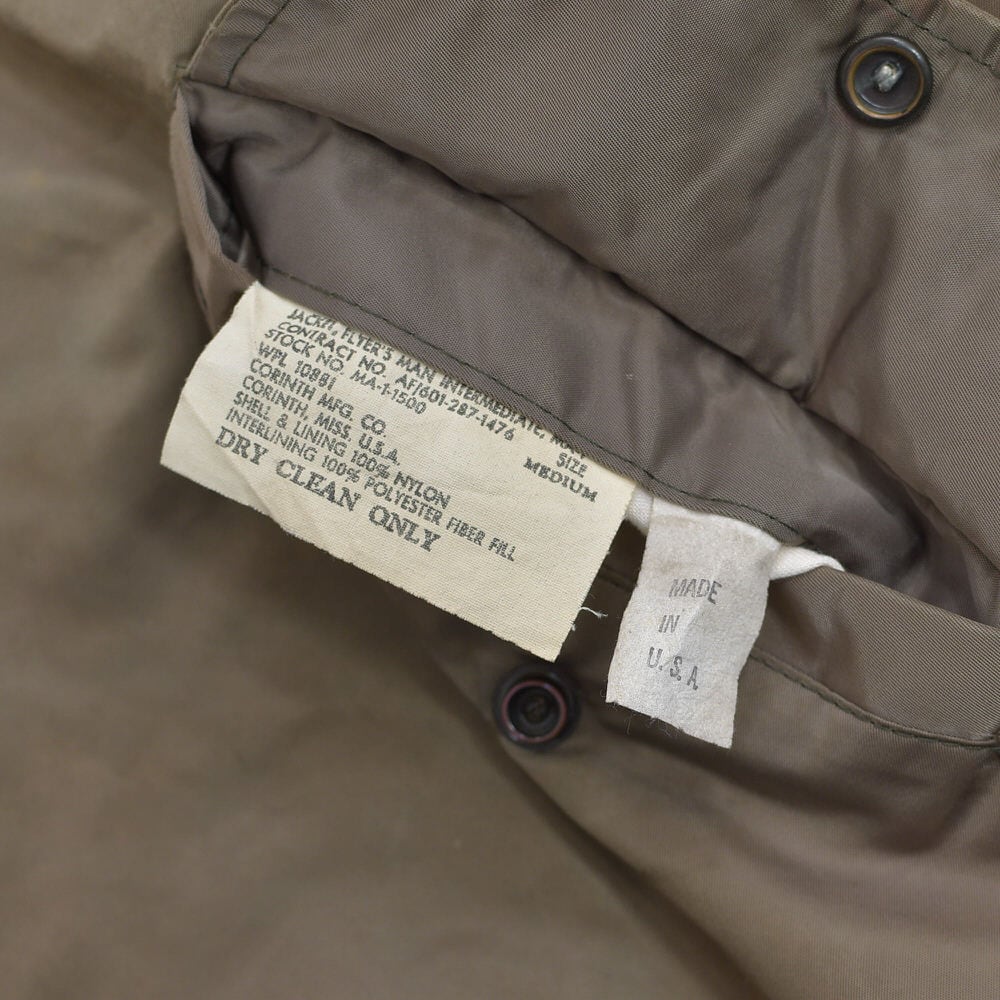 JACKET, FLYER'S MAN INTERMEDIATE,
CONTRACT NO. AF/601-287-1476
STOCK NO. MA-1-1500
SIZE
MEDIUM
WPL 10881
CORINTH MFG. CO.
CORINTH, MISS. U.S.A.
SHELL & LINING 100% NYLON
INTERLINING 100% POLYESTER FIBER FILL
DRY CLEAN ONLY
MADE
IN
U.S.A.